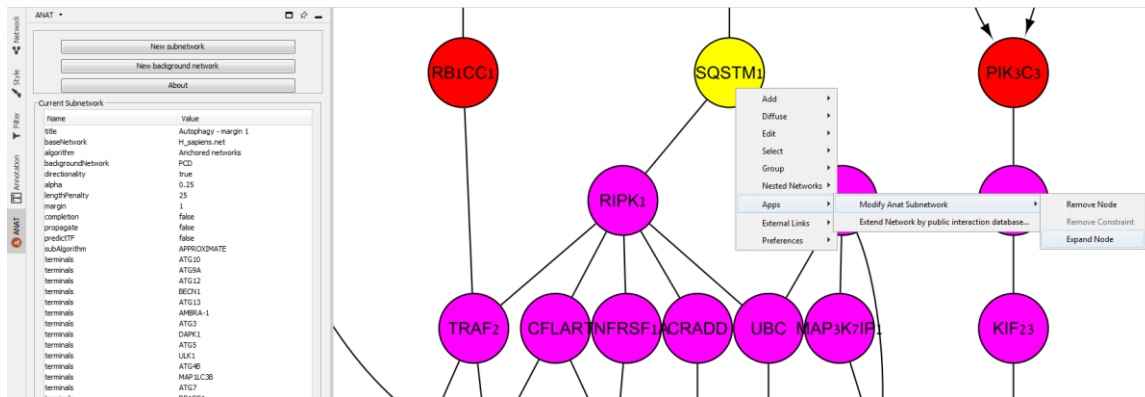 ANAT
Network
Style
Filter
Annotation
ANAT
New subnetwork
New background network
About
Current Subnetwork
Name Value
title Autophagy - margin 1
baseNetwork H_sapiens.net
algorithm Anchored networks
backgroundNetwork PCD
directionality true
alpha 0.25
lengthPenalty 25
margin 1
completion false
propagate false
predictTF false
subAlgorithm APPROXIMATE
terminals ATG10
terminals ATG9A
terminals ATG12
terminals BECN1
terminals ATG13
terminals AMBRA-1
terminals ATG3
terminals DAPK1
terminals ATG5
terminals ULK1
terminals ATG4B
terminals MAP1LC3B
terminals ATG7
RB1CC1
SQSTM1
PIK3C3
Add
Diffuse
Edit
Select
Group
Nested Networks
Apps
External Links
Preferences
Modify Anat Subnetwork
Extend Network by public interaction database...
Remove Node
Remove Constraint
Expand Node
RIPK1
TRAF2
CFLAR
TNFRSF1A
CRADD
UBC
MAP3K7IP1
KIF23